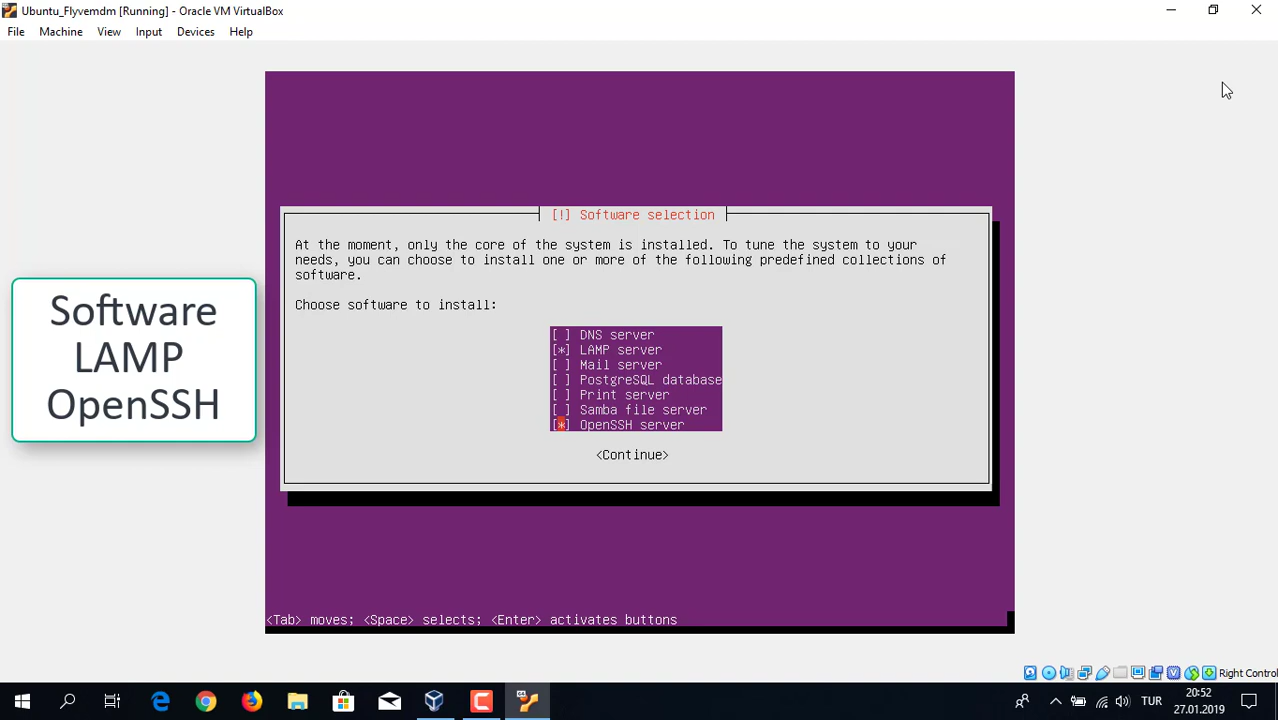 Ubuntu_Flyvemdm [Running] - Oracle VM VirtualBox
File Machine View Input Devices Help
[!] Software selection
At the moment, only the core of the system is installed. To tune the system to your
needs, you can choose to install one or more of the following predefined collections of
software.
Choose software to install:
[ ] DNS server
[*] LAMP server
[ ] Mail server
[ ] PostgreSQL database
[ ] Print server
[ ] Samba file server
[*] OpenSSH server
<Continue>
<Tab> moves; <Space> selects; <Enter> activates buttons
Software
LAMP
OpenSSH
Right Control
TUR
20:52
27.01.2019